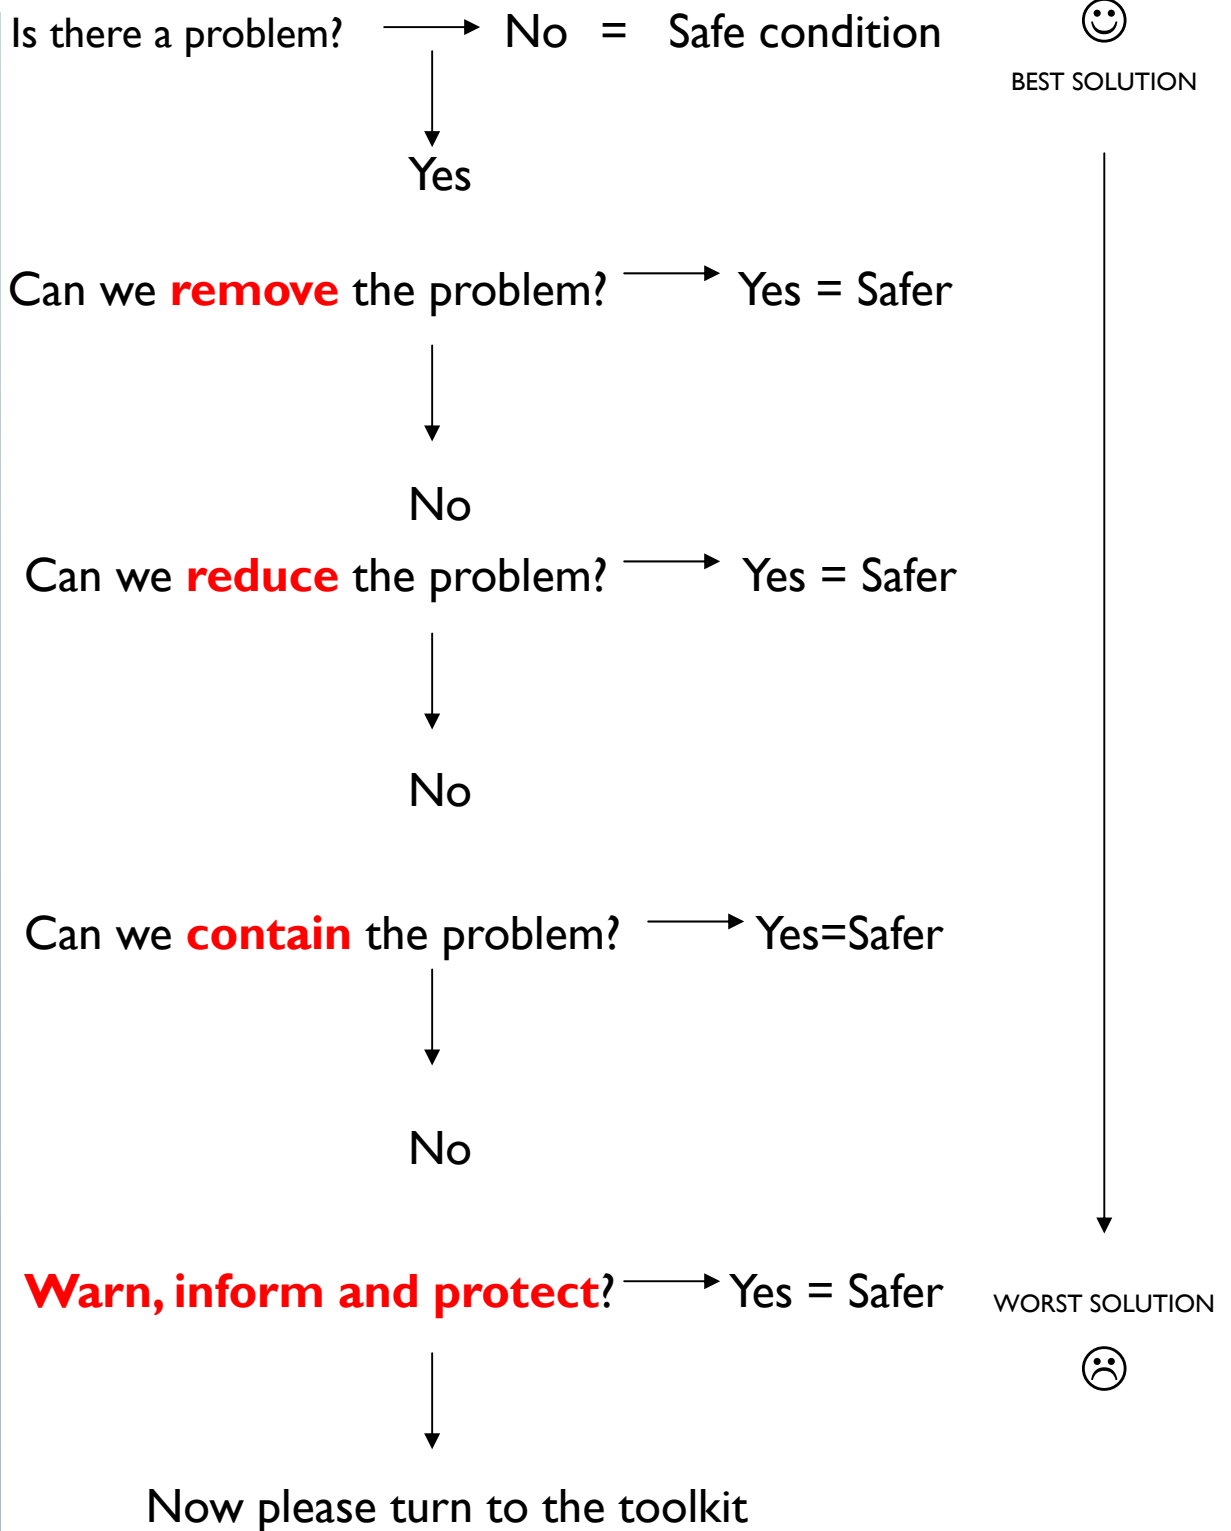 Is there a problem? No = Safe condition
BEST SOLUTION
Yes
Can we remove the problem? Yes = Safer
No
Can we reduce the problem? Yes = Safer
No
Can we contain the problem? Yes=Safer
No
Warn, inform and protect? Yes = Safer
WORST SOLUTION
Now please turn to the toolkit